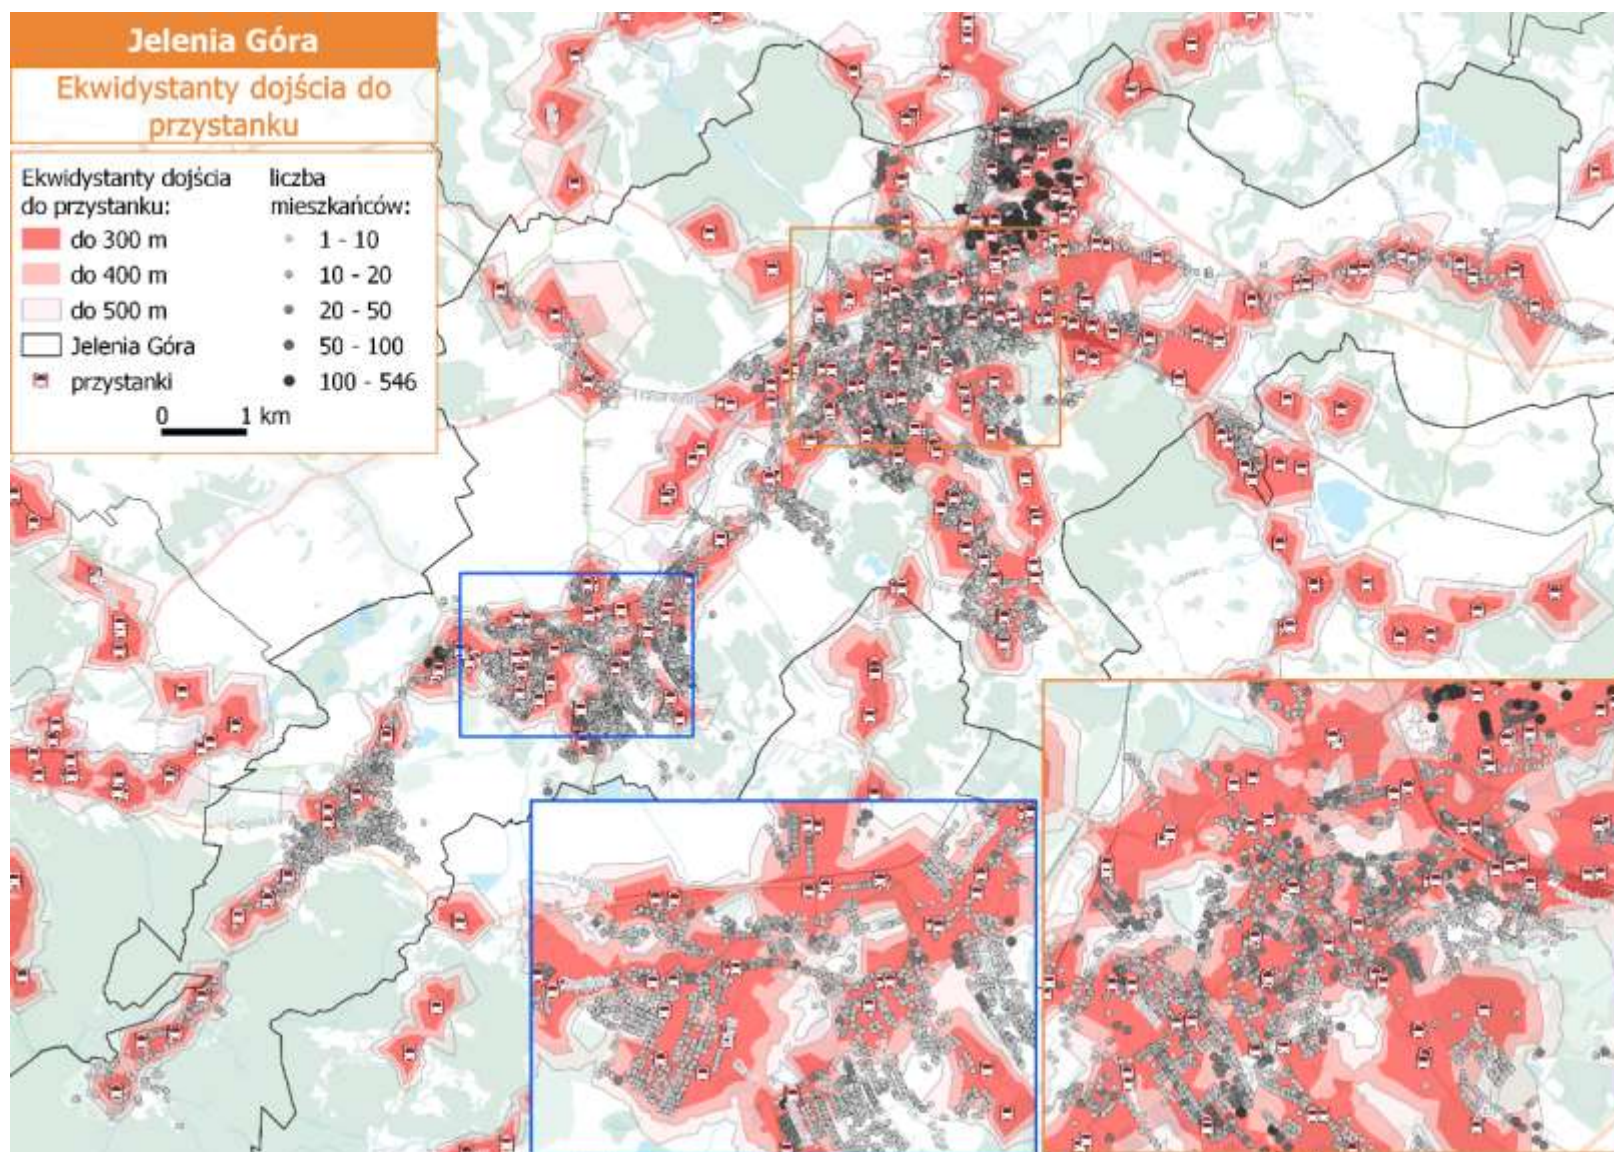 Jelenia Góra
Ekwidystanty dojścia do
przystanku
Ekwidystanty dojścia
do przystanku:
do 300 m
do 400 m
do 500 m
Jelenia Góra
przystanki
liczba
mieszkańców:
1 - 10
10 - 20
20 - 50
50 - 100
100 - 546
0 1 km